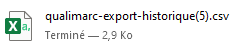 qualimarc-export-historique(5).csv
Terminé — 2,9 Ko